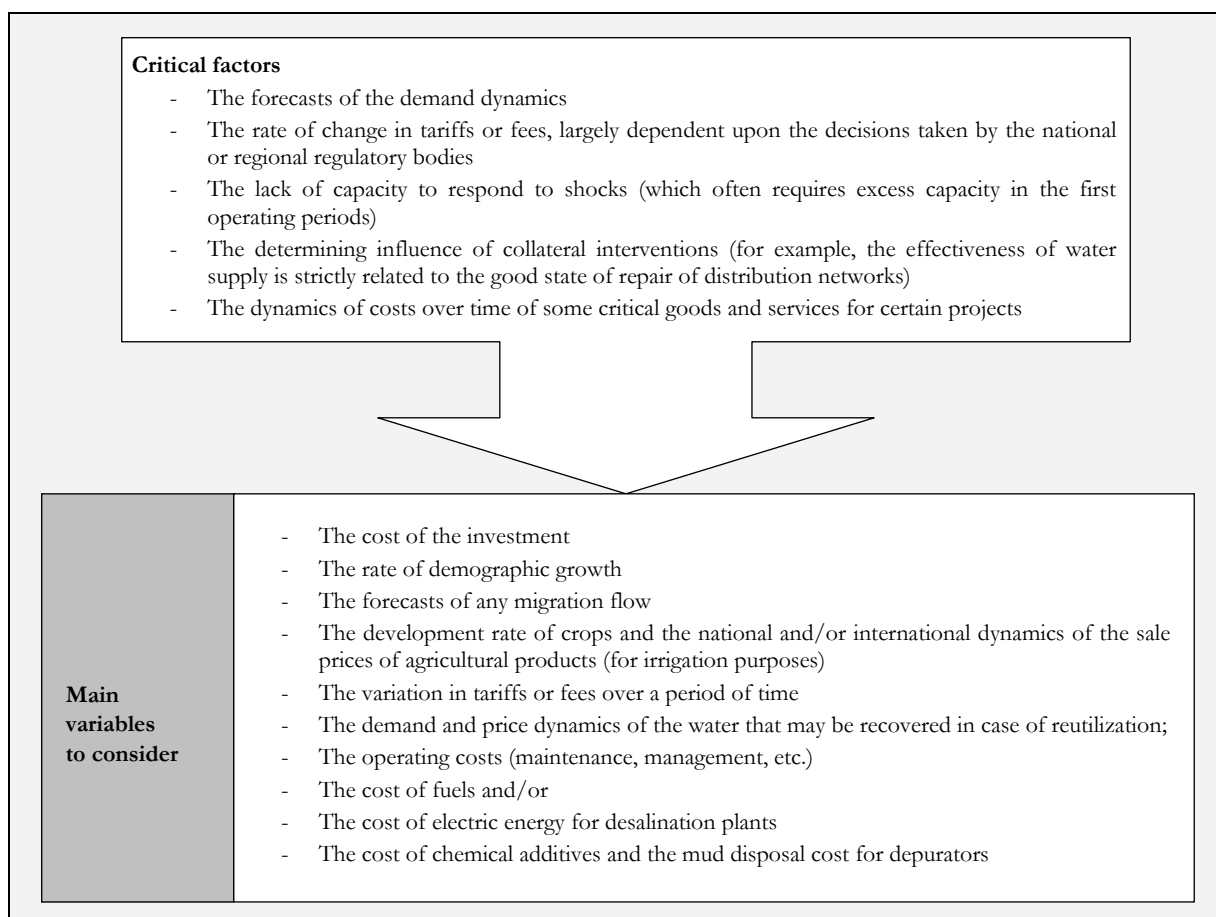 Critical factors
- The forecasts of the demand dynamics
- The rate of change in tariffs or fees, largely dependent upon the decisions taken by the national
or regional regulatory bodies
- The lack of capacity to respond to shocks (which often requires excess capacity in the first
operating periods)
- The determining influence of collateral interventions (for example, the effectiveness of water
supply is strictly related to the good state of repair of distribution networks)
- The dynamics of costs over time of some critical goods and services for certain projects
Main
variables
to consider
- The cost of the investment
- The rate of demographic growth
- The forecasts of any migration flow
- The development rate of crops and the national and/or international dynamics of the sale
prices of agricultural products (for irrigation purposes)
- The variation in tariffs or fees over a period of time
- The demand and price dynamics of the water that may be recovered in case of reutilization;
- The operating costs (maintenance, management, etc.)
- The cost of fuels and/or
- The cost of electric energy for desalination plants
- The cost of chemical additives and the mud disposal cost for depurators